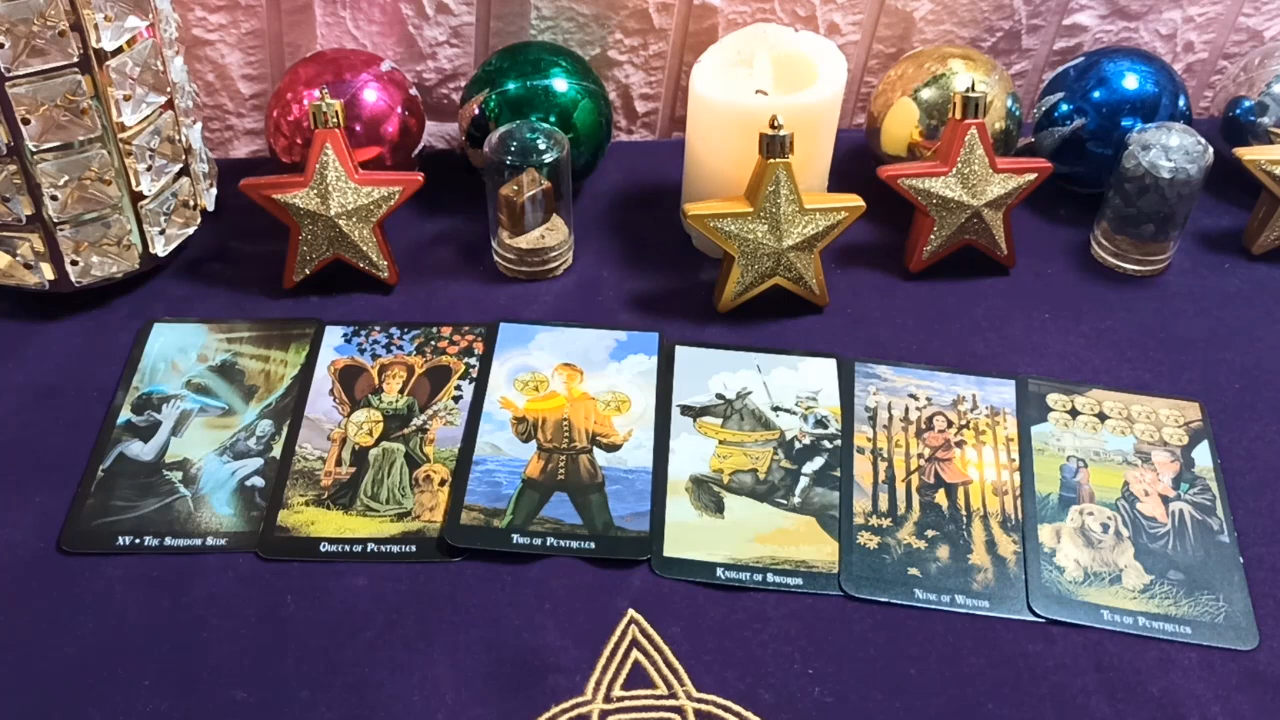 XV • The Shadow Side
Queen of Pentacles
Two of Pentacles
Knight of Swords
Nine of Wands
Ten of Pentacles